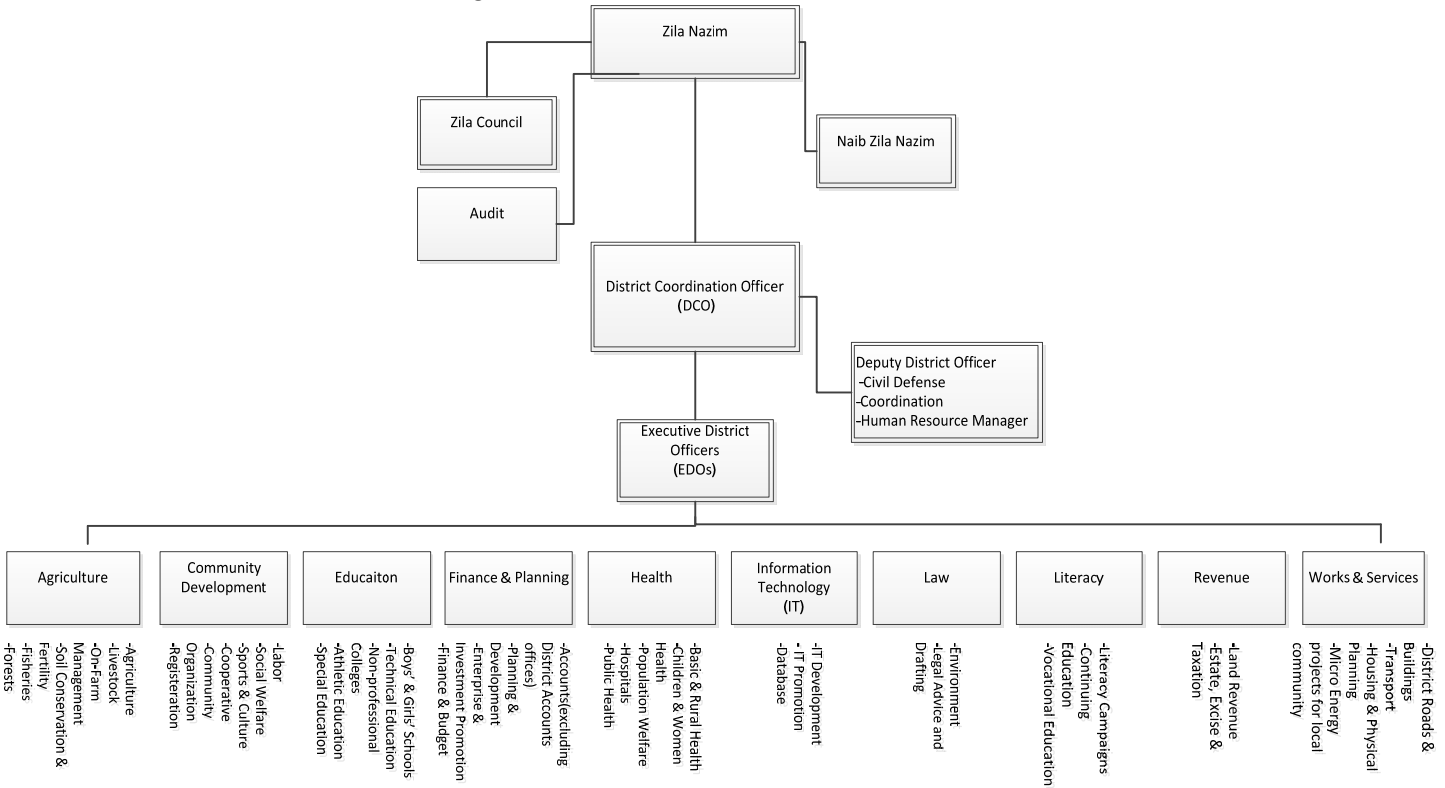 Zila Nazim
Zila Council
Naib Zila Nazim
Audit
District Coordination Officer
(DCO)
Deputy District Officer
-Civil Defense
-Coordination
-Human Resource Manager
Executive District
Officers
(EDOs)
Agriculture
-Agriculture
-Livestock
-On-Farm
Management
-Soil Conservation &
Fertility
-Fisheries
-Forests
Community
Development
-Labor
-Social Welfare
-Sports & Culture
-Cooperative
-Community
Organization
-Registeration
Educaiton
-Boys' & Girls' Schools
-Technical Education
-Non-professional
Colleges
-Athletic Education
-Special Education
Finance & Planning
-Accounts(excluding
District Accounts
offices)
-Planning &
Development
-Enterprise &
Investment Promotion
-Finance & Budget
Health
-Basic & Rural Health
-Children & Women
Health
-Population Welfare
-Hospitals
-Public Health
Information
Technology
(IT)
-IT Development
- IT Promotion
-Database
Law
-Environment
-Legal Advice and
Drafting
Literacy
-Literacy Campaigns
-Continuing
Education
-Vocational Education
Revenue
-Land Revenue
-Estate, Excise &
Taxation
Works & Services
-District Roads &
Buildings
-Transport
-Housing & Physical
Planning
-Micro Energy
projects for local
community